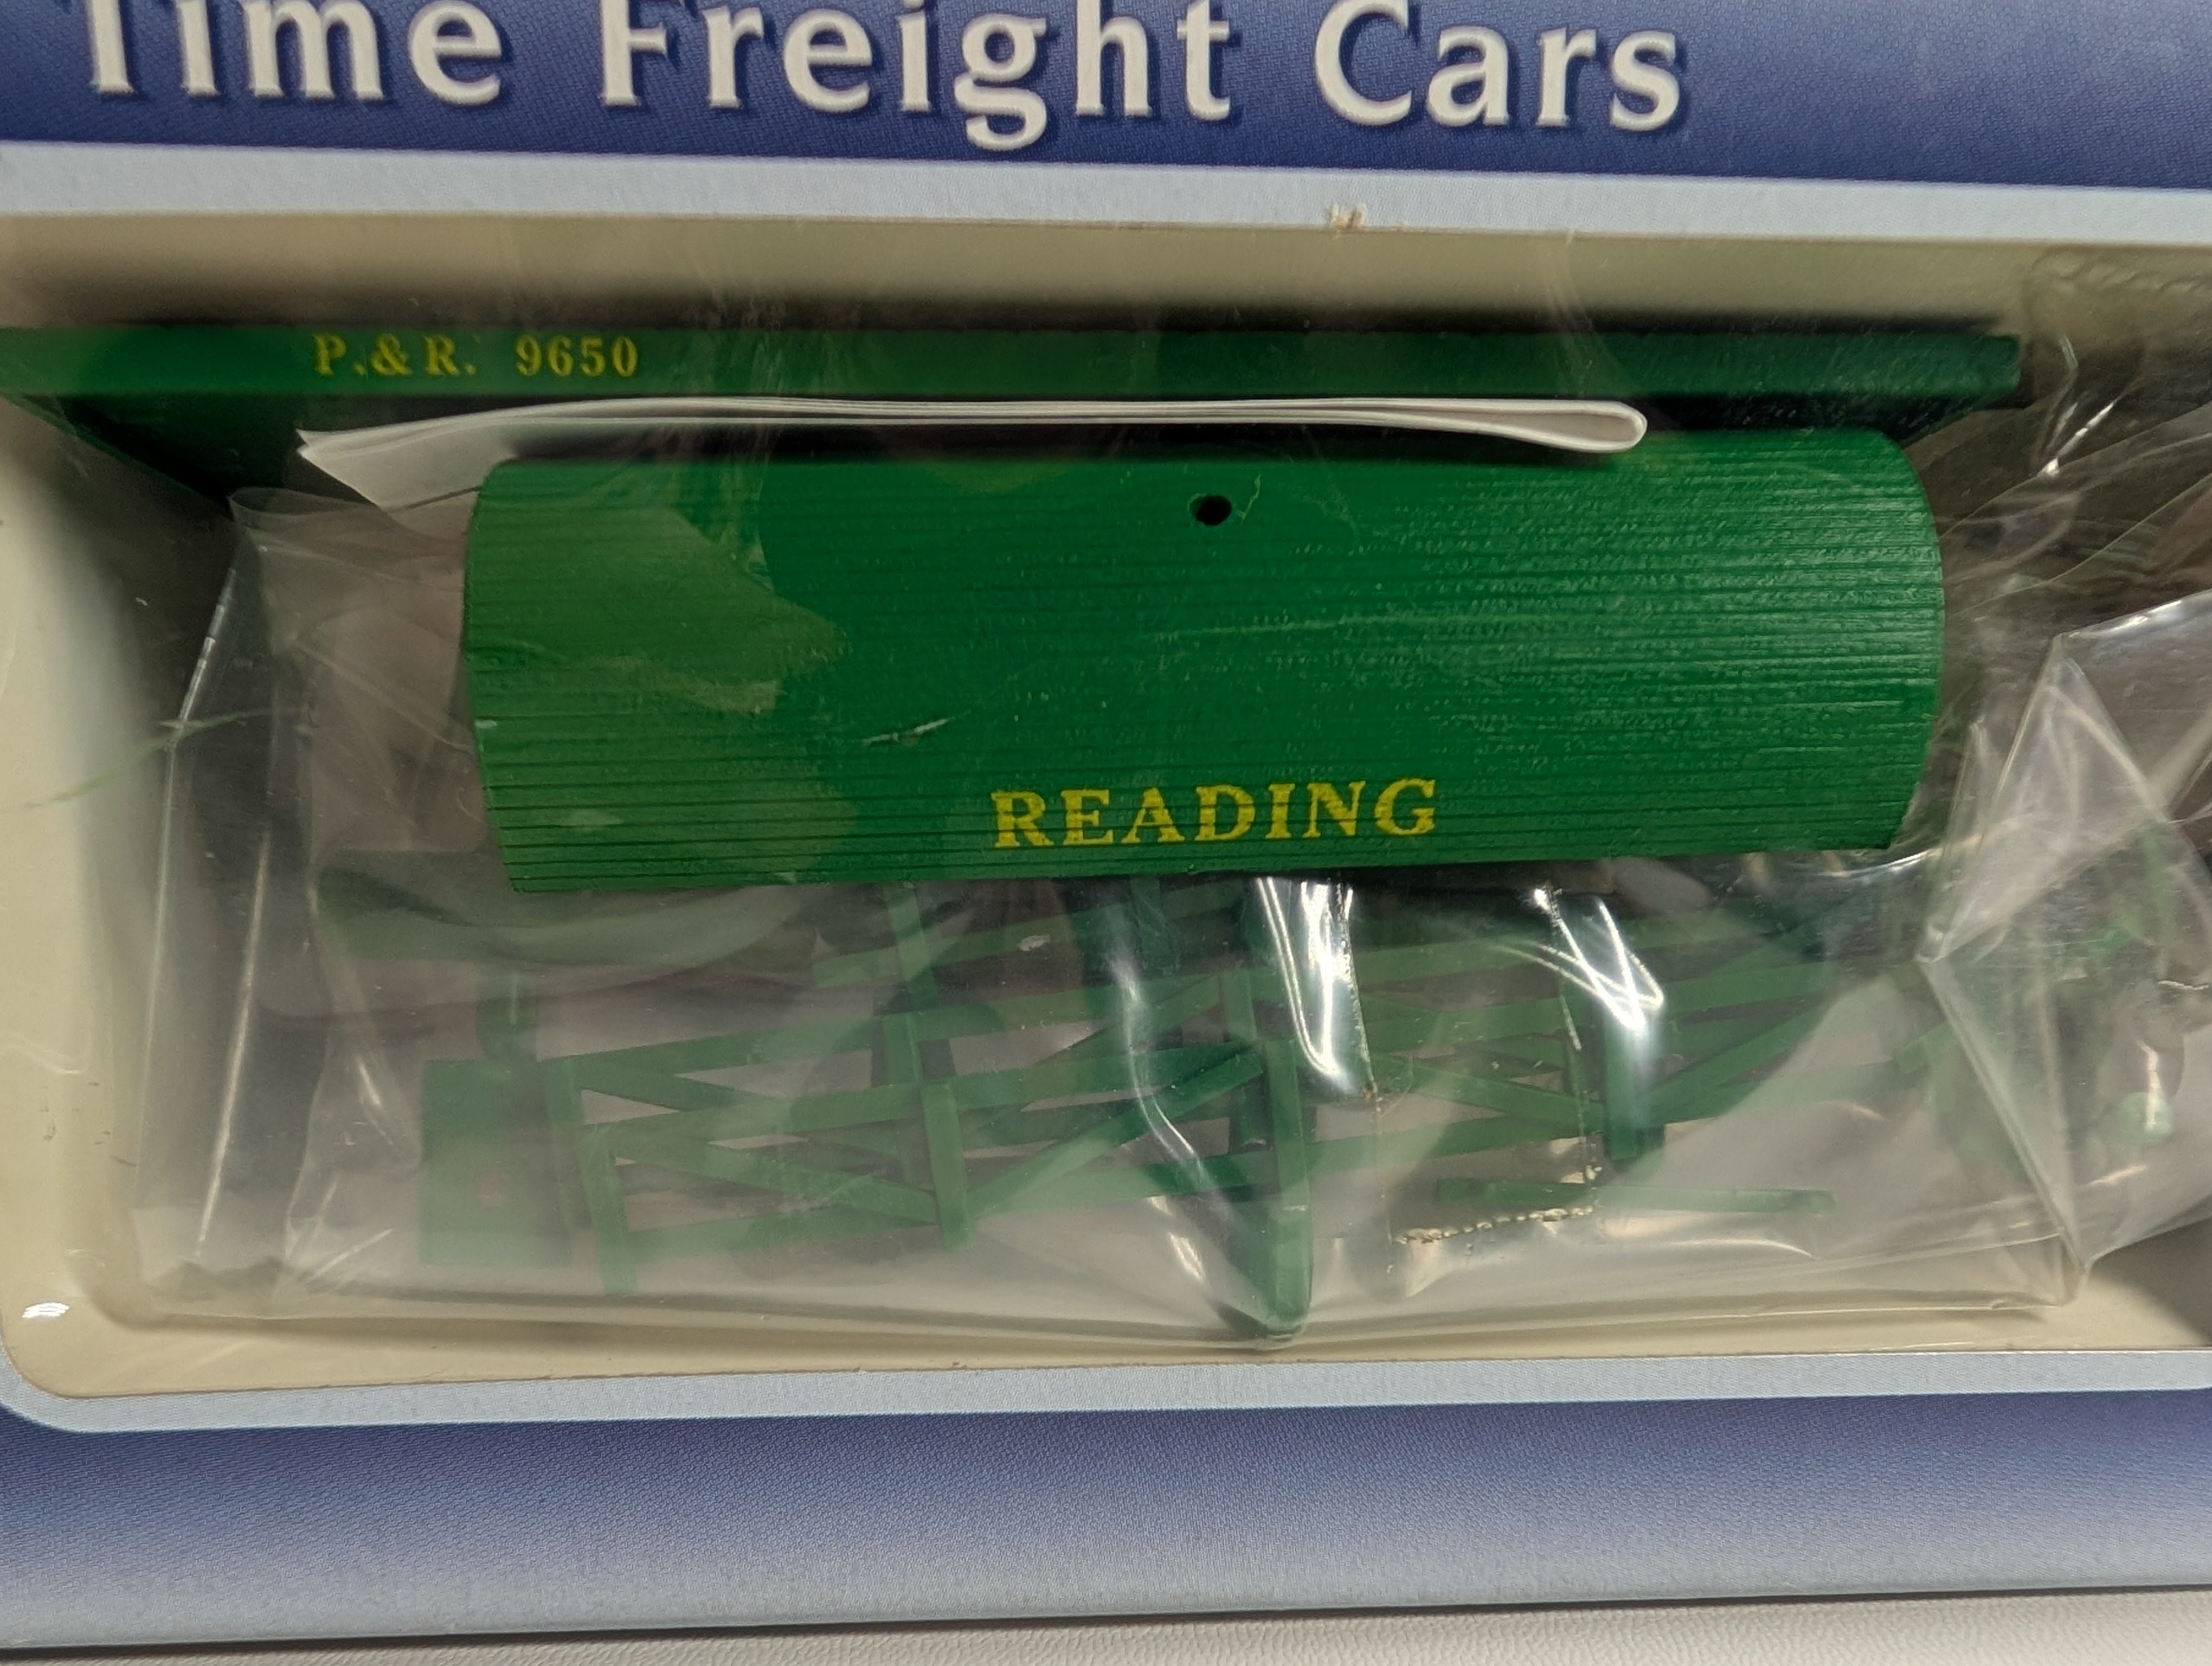 Time Freight Cars
P.&R. 9650
READING